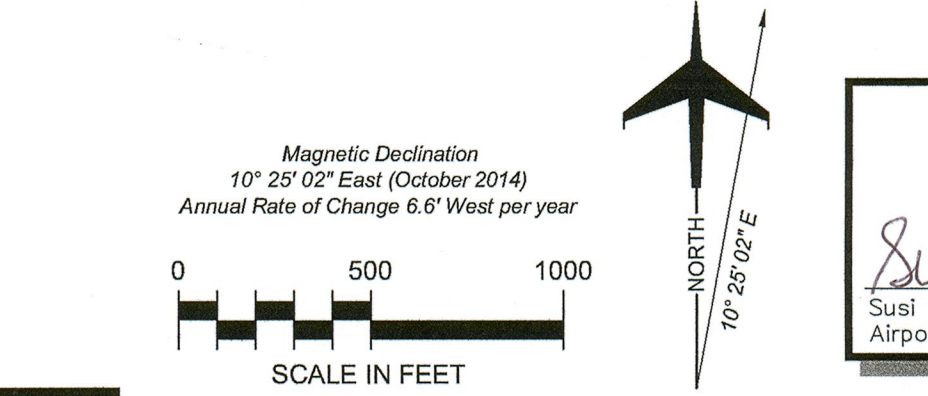 Magnetic Declination
10° 25' 02" East (October 2014)
Annual Rate of Change 6.6' West per year
0 500 1000
SCALE IN FEET
NORTH
10° 25' 02" E
Susi